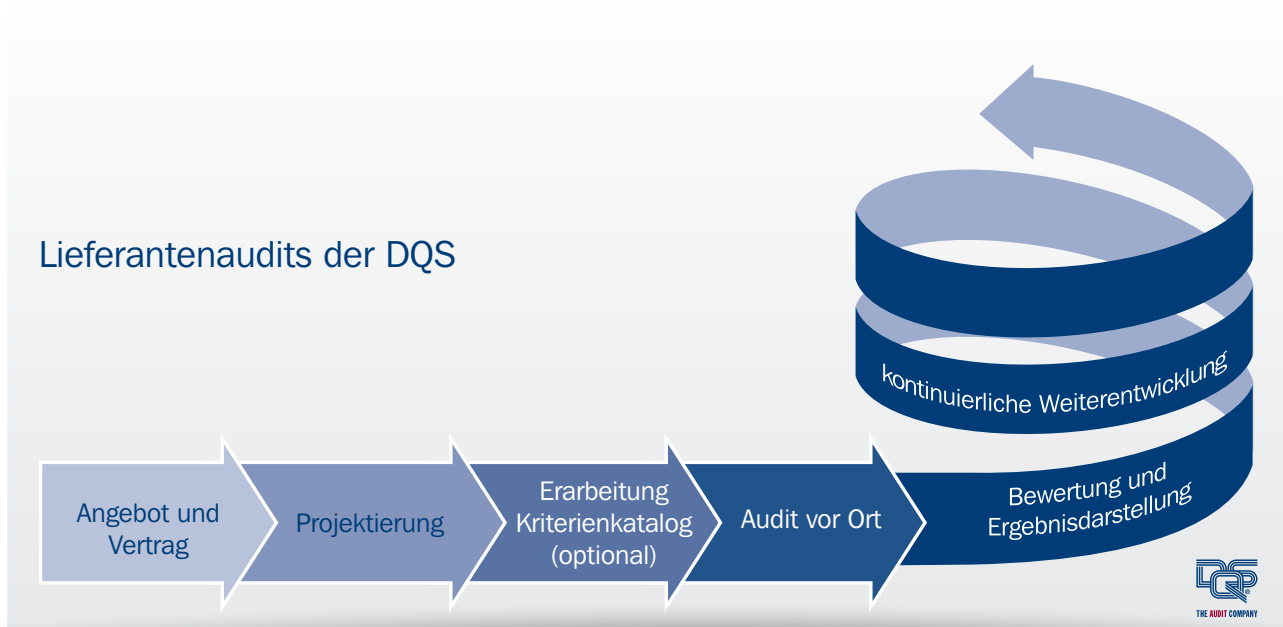 Lieferantenaudits der DQS
Angebot und
Vertrag
Projektierung
Erarbeitung
Kriterienkatalog
(optional)
Audit vor Ort
Bewertung und
Ergebnisdarstellung
kontinuierliche Weiterentwicklung
DQS
®
THE AUDIT COMPANY